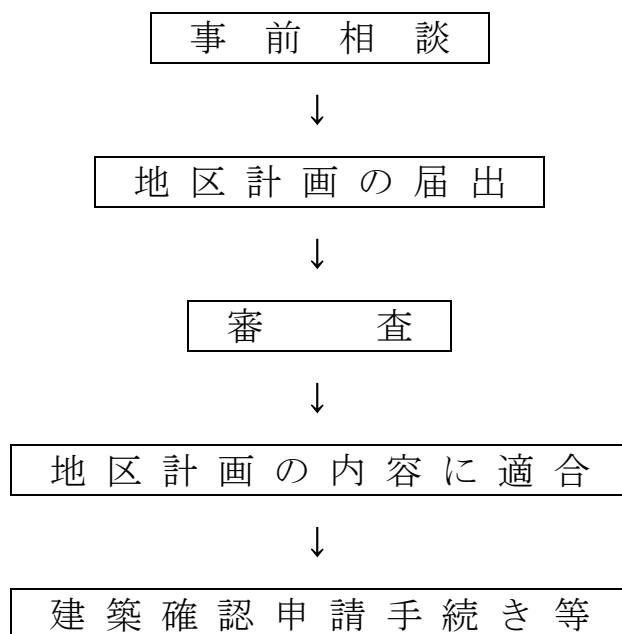 事前相談
↓
地区計画の届出
↓
審査
↓
地区計画の内容に適合
↓
建築確認申請手続き等